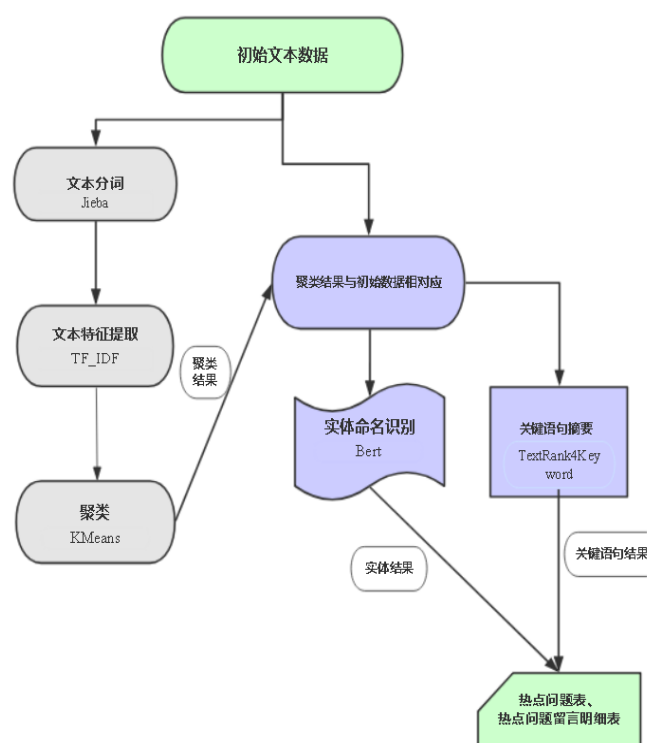 初始文本数据
文本分词
Jieba
文本特征提取
TF_IDF
聚类
KMeans
聚类
结果
聚类结果与初始数据相对应
实体命名识别
Bert
关键语句摘要
TextRank4Key
word
实体结果
关键语句结果
热点问题表、
热点问题留言明细表